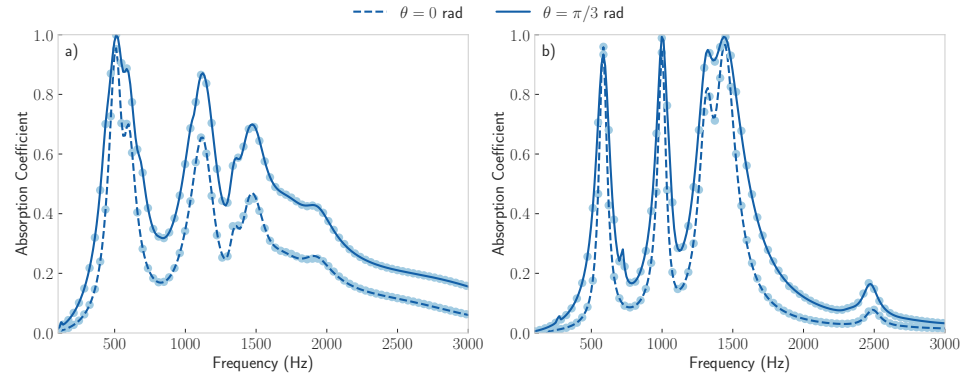 θ = 0 rad θ = π/3 rad
a)
1.0
0.8
0.6
0.4
0.2
0.0
Absorption Coefficient
500 1000 1500 2000 2500 3000
Frequency (Hz)
b)
1.0
0.8
0.6
0.4
0.2
0.0
Absorption Coefficient
500 1000 1500 2000 2500 3000
Frequency (Hz)